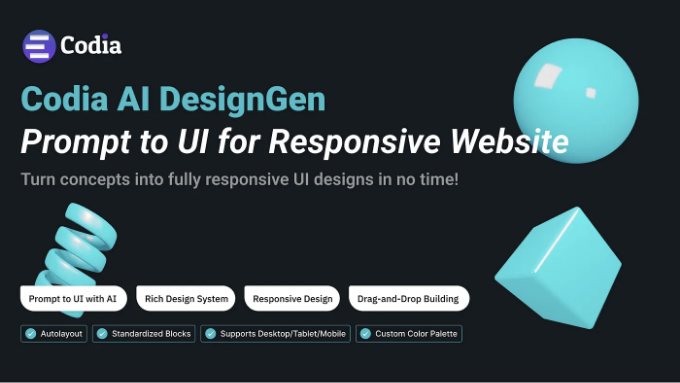 Codia
Codia AI DesignGen
Prompt to UI for Responsive Website
Turn concepts into fully responsive UI designs in no time!
Prompt to UI with AI
Rich Design System
Responsive Design
Drag-and-Drop Building
Autolayout
Standardized Blocks
Supports Desktop/Tablet/Mobile
Custom Color Palette